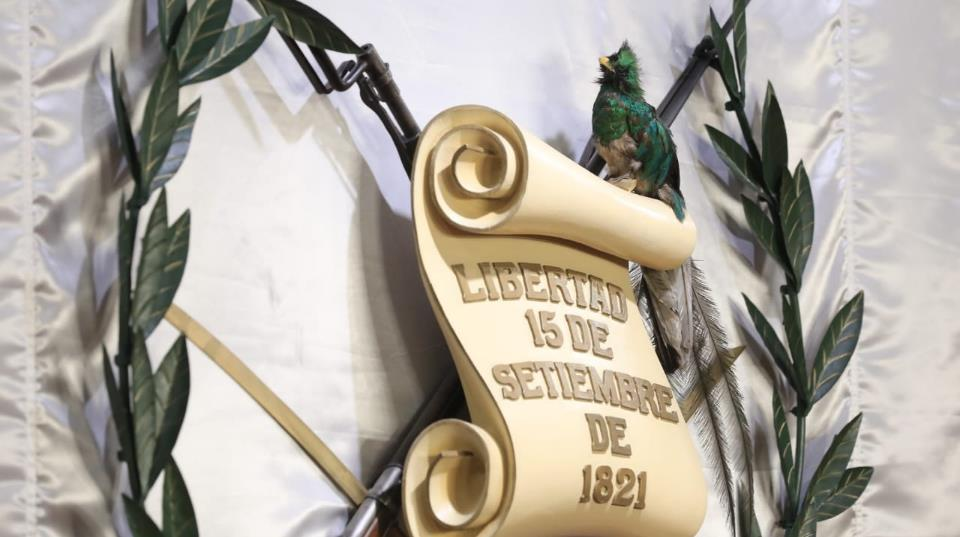 LIBERTAD
15 DE
SETIEMBRE
DE
1821